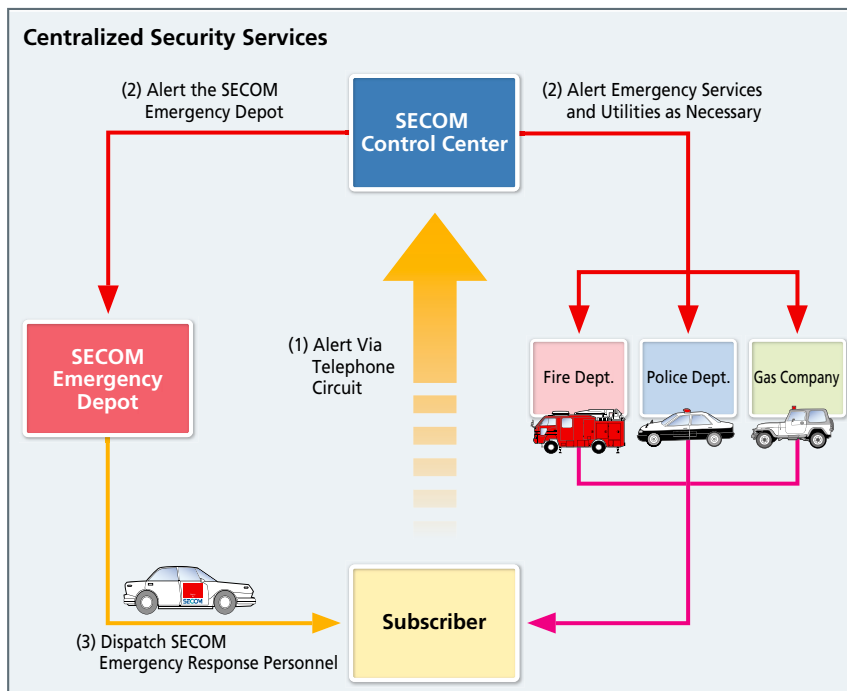 Centralized Security Services
(2) Alert the SECOM
Emergency Depot
SECOM
Control Center
(2) Alert Emergency Services
and Utilities as Necessary
(1) Alert Via
Telephone
Circuit
SECOM
Emergency
Depot
Fire Dept.
Police Dept.
Gas Company
SECOM
(3) Dispatch SECOM
Emergency Response Personnel
Subscriber